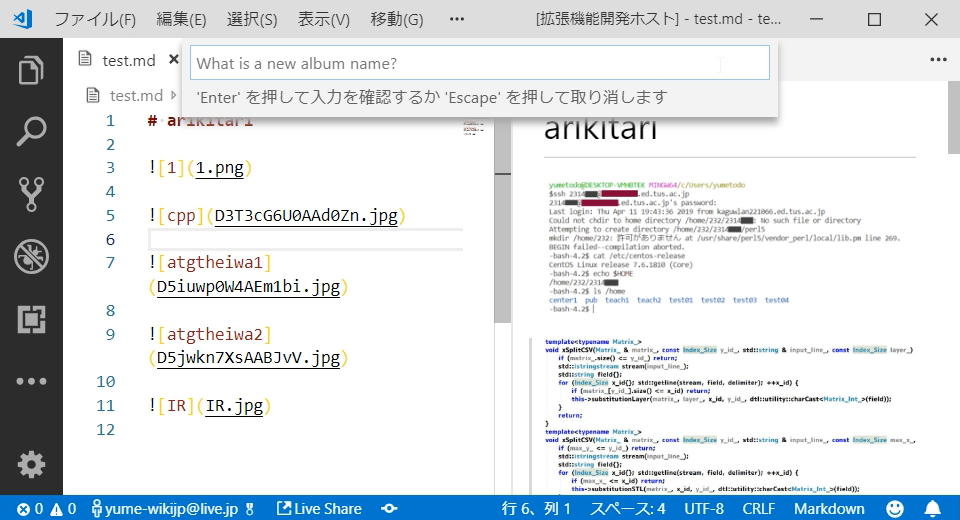 ファイル(F) 編集(E) 選択(S) 表示(V) 移動(G) ··· [拡張機能開発ホスト] - test.md - te...
test.md ×
What is a new album name?
'Enter' を押して入力を確認するか 'Escape' を押して取り消します
test.md
1 # arikitari
2
3 ![1](1.png)
4
5 ![cpp](D3T3cG6U0AAd0Zn.jpg)
6
7 ![atgtheiwa1]
(D5iuwp0W4AEm1bi.jpg)
8
9 ![atgtheiwa2]
(D5jwkn7XsAABJvV.jpg)
10
11 ![IR](IR.jpg)
12
arikitari
yumetodo@DESKTOP-VMHBTEK MINGW64/c/Users/yumetodo
$ssh 2314 .ed.tus.ac.jp
2314 .ed.tus.ac.jp's password:
Last login: Thu Apr 11 19:43:36 2019 from kaguwlan221066.ed.tus.ac.jp
Could not chdir to home directory /home/232/2314 : No such file or directory
Attempting to create directory /home/232/2314 /perl5
mkdir /home/232: 許可がありません at /usr/share/perl5/vendor_perl/local/lib.pm line 269.
BEGIN failed--compilation aborted.
-bash-4.2$ cat /etc/centos-release
CentOS Linux release 7.6.1810 (Core)
-bash-4.2$ echo $HOME
/home/232/2314
-bash-4.2$ ls /home
center1 pub teach1 teach2 test01 test02 test03 test04
-bash-4.2$
template<typename Matrix_>
void xSplitCSV(Matrix_ & matrix_, const Index_Size y_id_, std::string & input_line_, const Index_Size layer_)
if (matrix_.size() <= y_id_) return;
std::istringstream stream(input_line_);
std::string field{};
for (Index_Size x_id{}; std::getline(stream, field, delimiter); ++x_id) {
if (matrix_[y_id_].size() <= x_id) return;
this->substitutionLayer(matrix_, layer_, x_id, y_id_, dtl::utility::charCast<Matrix_Int_>(field));
}
return;
}
template<typename Matrix_>
void xSplitCSV(Matrix_ & matrix_, const Index_Size y_id_, std::string & input_line_, const Index_Size max_x_,
if (max_y_ <= y_id_) return;
std::istringstream stream(input_line_);
std::string field{};
for (Index_Size x_id{}; std::getline(stream, field, delimiter); ++x_id) {
if (max_x_ <= x_id) return;
this->substitutionSTL(matrix_, x_id, y_id_, dtl::utility::charCast<Matrix_Int_>(field));
0 0 yume-wikijp@live.jp Live Share 行 6、列 1 スペース: 4 UTF-8 CRLF Markdown